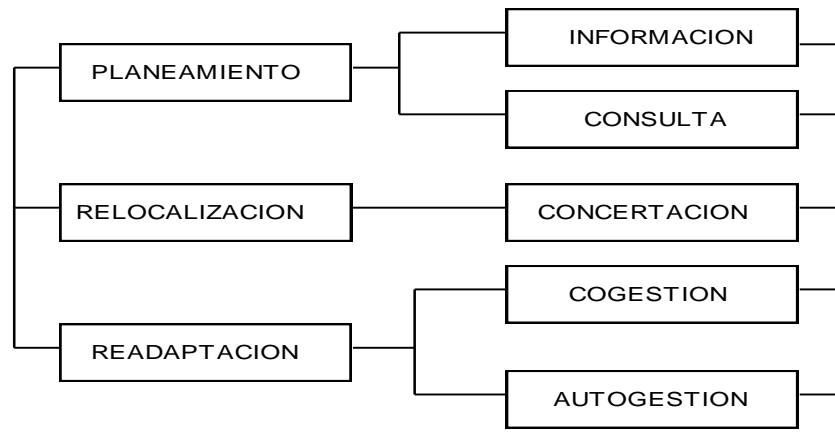 INFORMACION
PLANEAMIENTO
CONSULTA
RELOCALIZACION
CONCERTACION
COGESTION
READAPTACION
AUTOGESTION